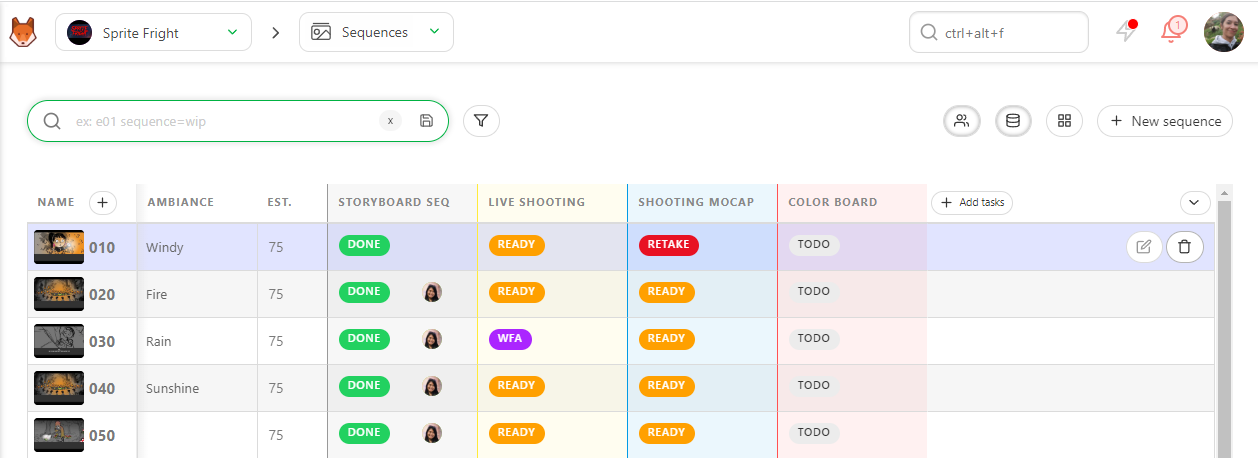 Sprite Fright
Sequences
ctrl+alt+f
1
ex: e01 sequence=wip
x
New sequence
NAME AMBIANCE EST. STORYBOARD SEQ LIVE SHOOTING SHOOTING MOCAP COLOR BOARD + Add tasks
010 Windy 75 DONE READY RETAKE TODO
020 Fire 75 DONE READY READY TODO
030 Rain 75 DONE WFA READY TODO
040 Sunshine 75 DONE READY READY TODO
050 75 DONE READY READY TODO